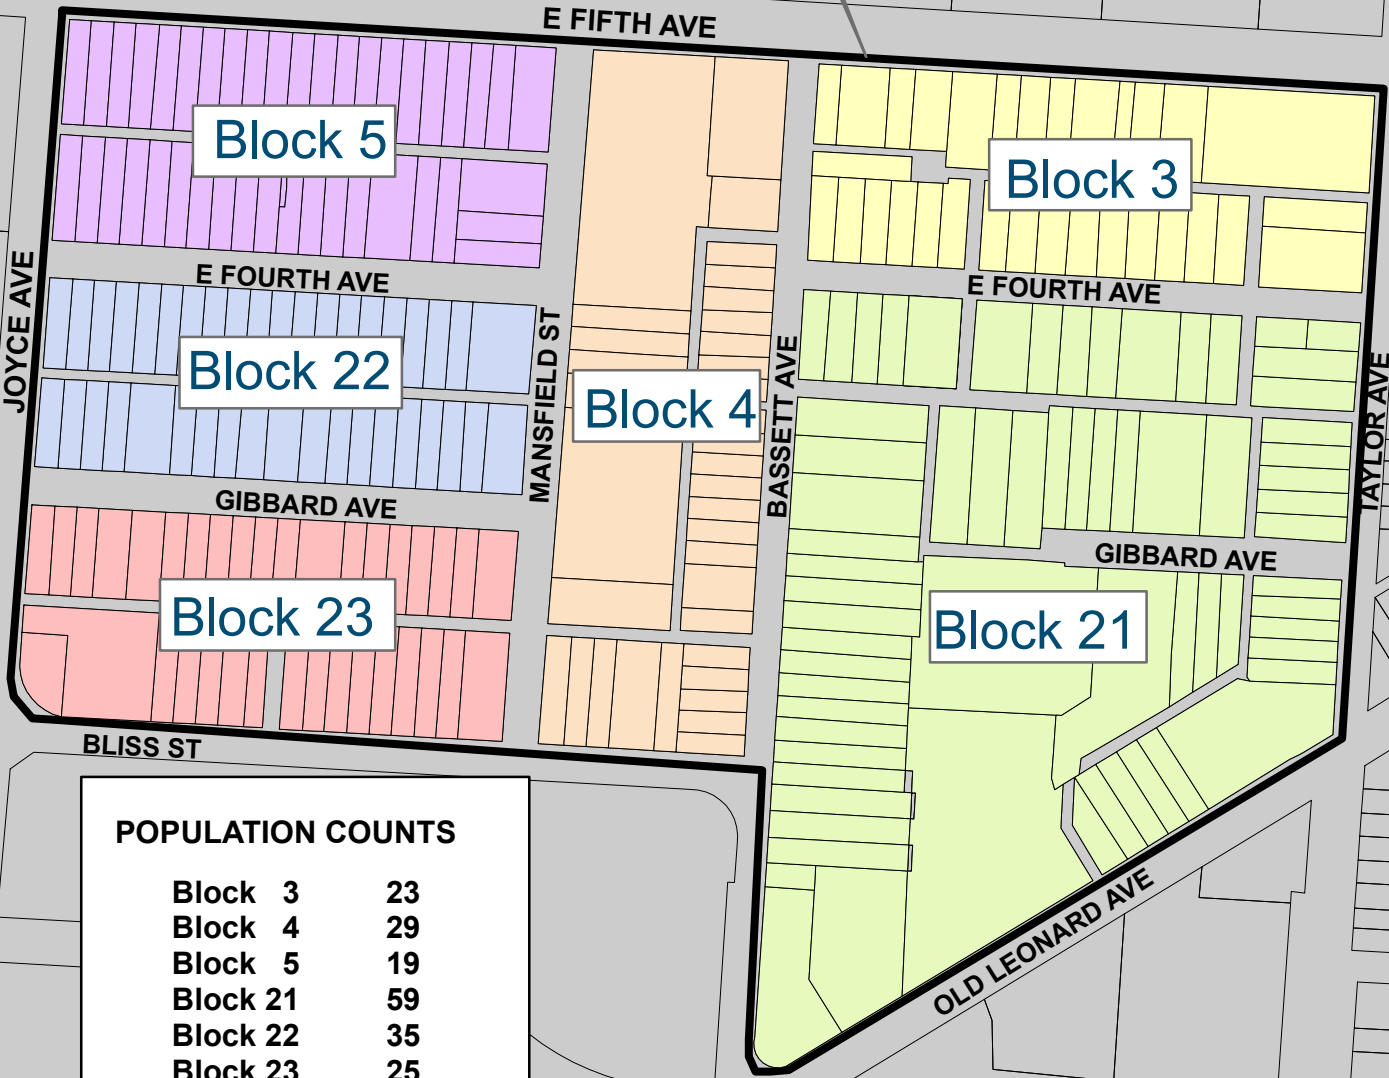 E FIFTH AVE
Block 5
Block 3
E FOURTH AVE
E FOURTH AVE
JOYCE AVE
MANSFIELD ST
BASSETT AVE
TAYLOR AVE
Block 22
Block 4
GIBBARD AVE
GIBBARD AVE
Block 23
Block 21
BLISS ST
OLD LEONARD AVE
POPULATION COUNTS
Block 3 23
Block 4 29
Block 5 19
Block 21 59
Block 22 35
Block 23 25